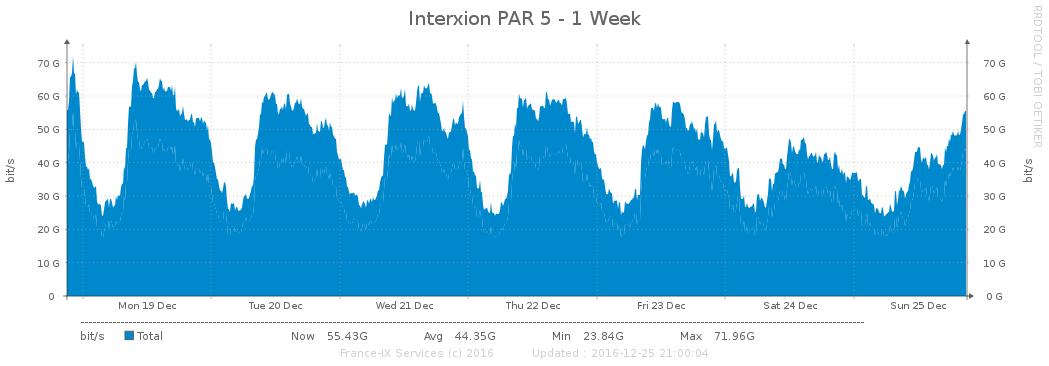 Interxion PAR 5 - 1 Week
RRDTOOL / TOBI OETIKER
bit/s
70 G 70 G
60 G 60 G
50 G 50 G
40 G 40 G
30 G 30 G
20 G 20 G
10 G 10 G
0 0 G
bit/s
Mon 19 Dec Tue 20 Dec Wed 21 Dec Thu 22 Dec Fri 23 Dec Sat 24 Dec Sun 25 Dec
bit/s Total Now 55.43G Avg 44.35G Min 23.84G Max 71.96G
France-IX Services (c) 2016 Updated : 2016-12-25 21:00:04